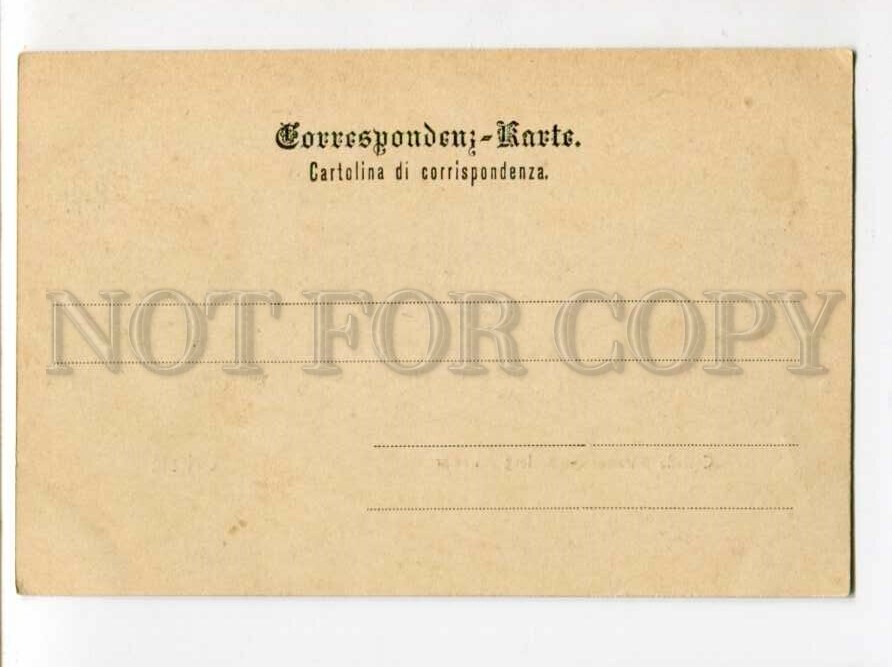 Correspondenz-Karte.
Cartolina di corrispondenza.
NOT FOR COPY